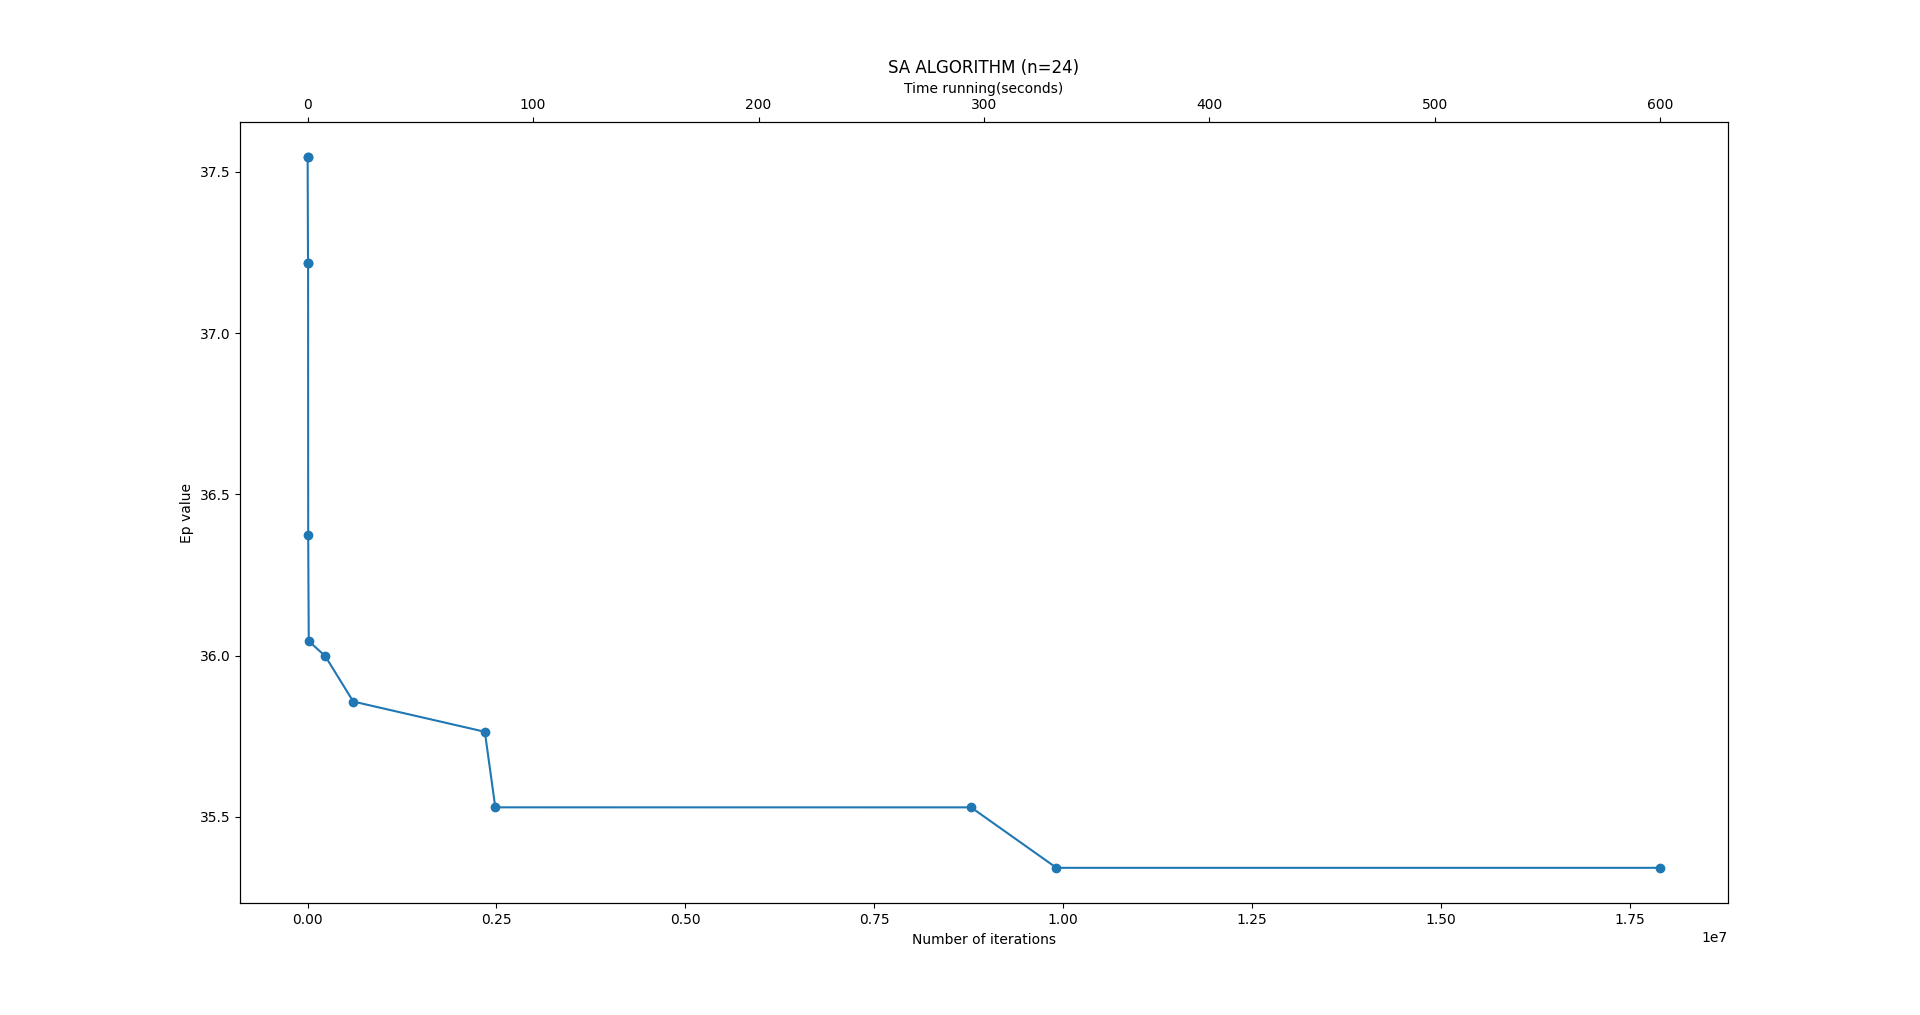 SA ALGORITHM (n=24)
Time running(seconds)
0 100 200 300 400 500 600
37.5
37.0
36.5
36.0
35.5
Ep value
0.00 0.25 0.50 0.75 1.00 1.25 1.50 1.75
1e7
Number of iterations